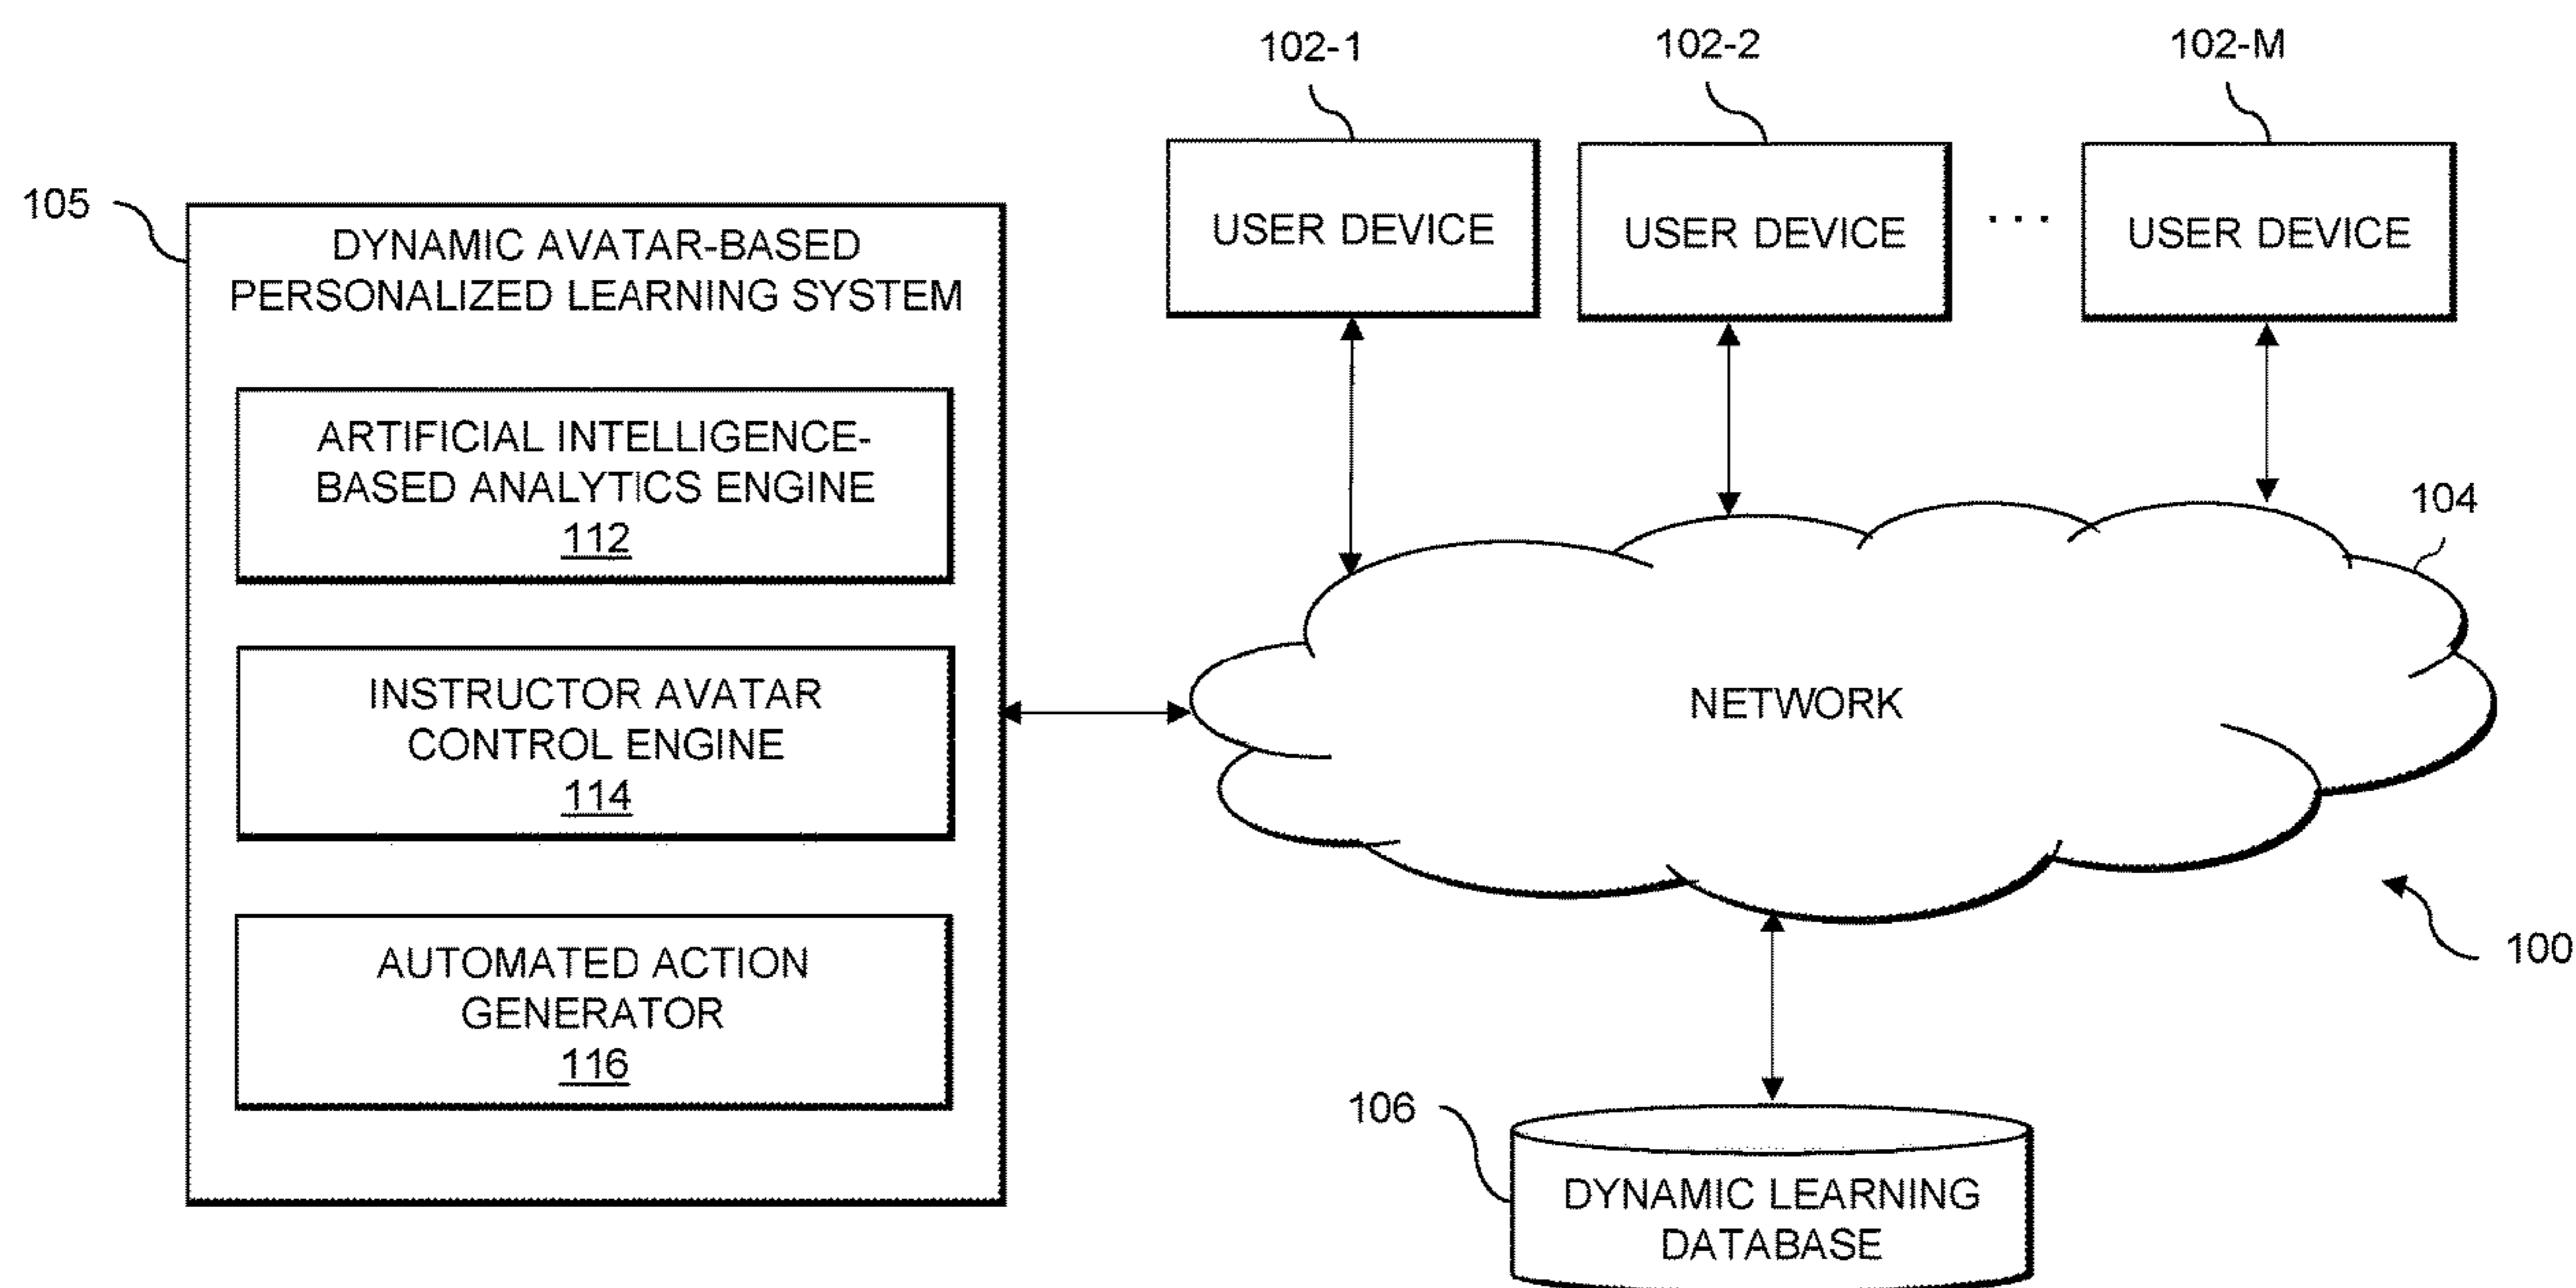 102-1
102-2
102-M
105
DYNAMIC AVATAR-BASED
PERSONALIZED LEARNING SYSTEM
USER DEVICE
USER DEVICE
...
USER DEVICE
ARTIFICIAL INTELLIGENCE-
BASED ANALYTICS ENGINE
112
104
INSTRUCTOR AVATAR
CONTROL ENGINE
114
NETWORK
AUTOMATED ACTION
GENERATOR
116
100
106
DYNAMIC LEARNING
DATABASE